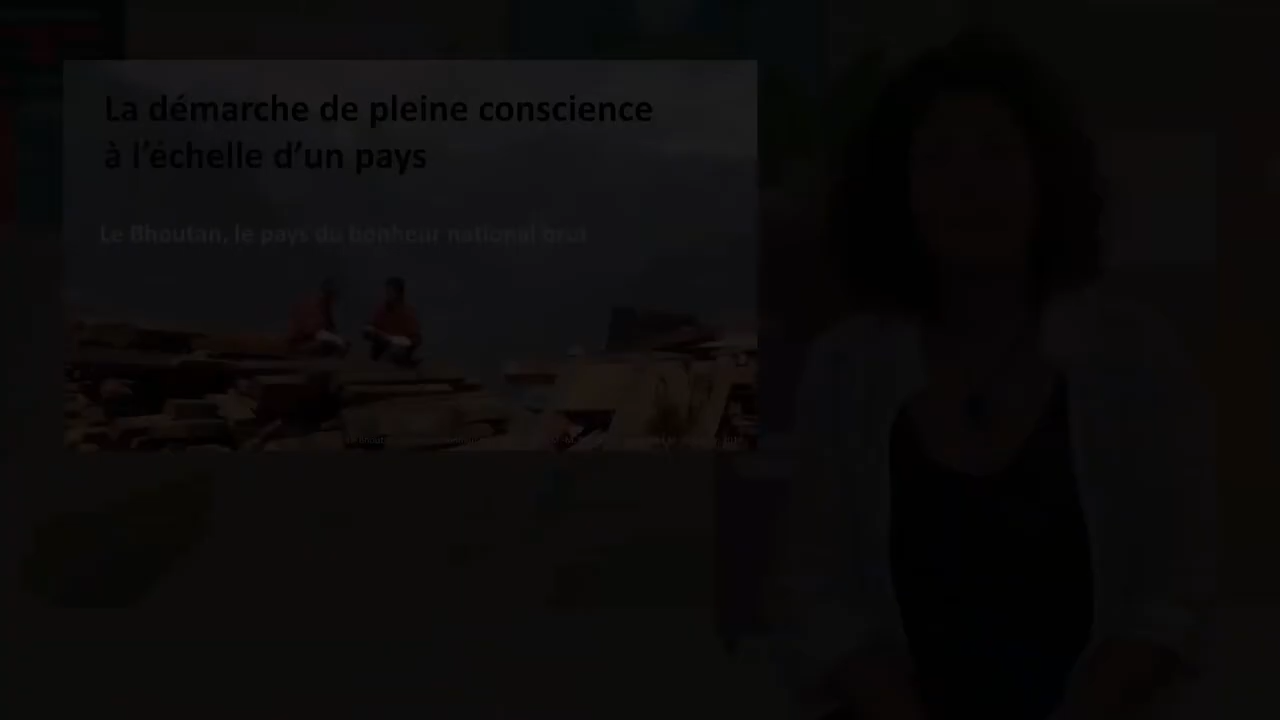 La démarche de pleine conscience
à l’échelle d’un pays
Le Bhoutan, le pays du bonheur national brut